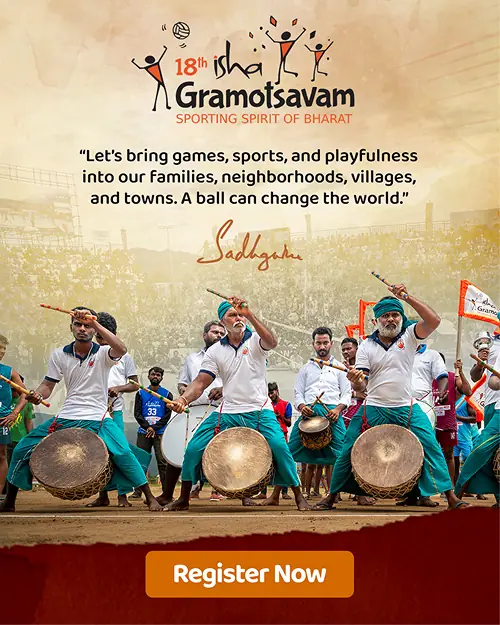 18th isha
Gramotsavam
SPORTING SPIRIT OF BHARAT
“Let’s bring games, sports, and playfulness
into our families, neighborhoods, villages,
and towns. A ball can change the world.”
Sadhguru
33
Register Now